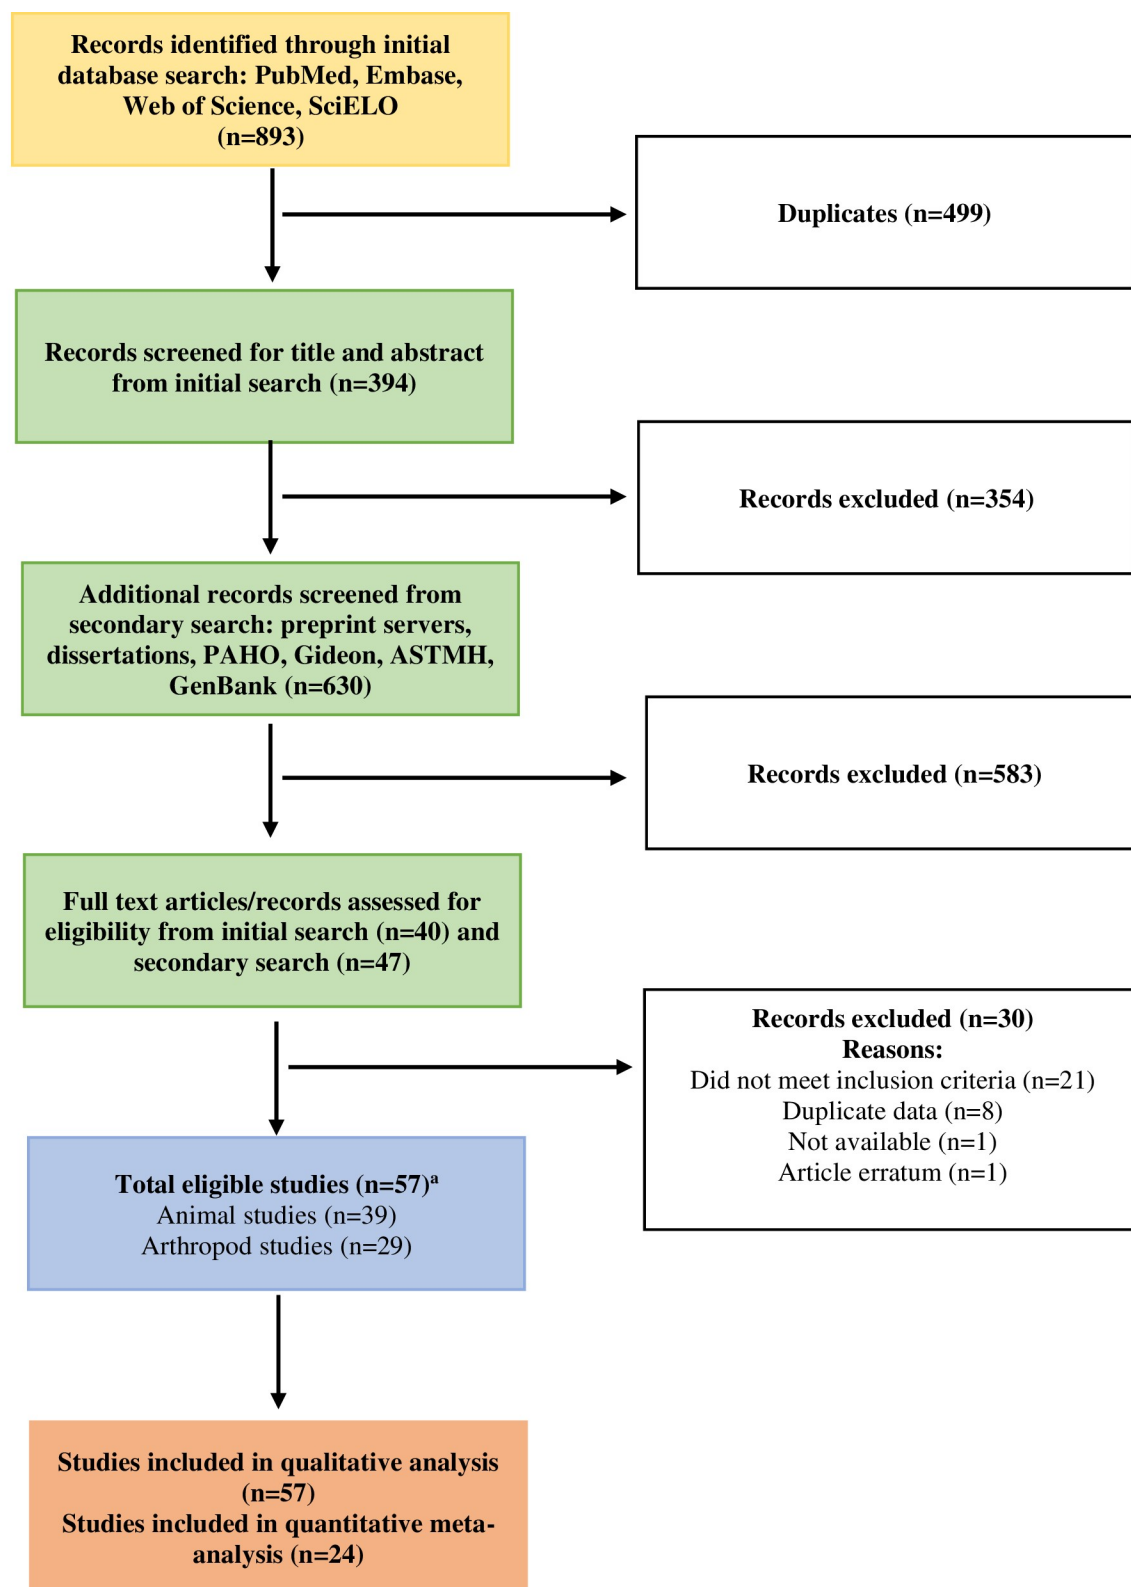 Records identified through initial
database search: PubMed, Embase,
Web of Science, SciELO
(n=893)
Duplicates (n=499)
Records screened for title and abstract
from initial search (n=394)
Records excluded (n=354)
Additional records screened from
secondary search: preprint servers,
dissertations, PAHO, Gideon, ASTMH,
GenBank (n=630)
Records excluded (n=583)
Full text articles/records assessed for
eligibility from initial search (n=40) and
secondary search (n=47)
Records excluded (n=30)
Reasons:
Did not meet inclusion criteria (n=21)
Duplicate data (n=8)
Not available (n=1)
Article erratum (n=1)
Total eligible studies (n=57)ᵃ
Animal studies (n=39)
Arthropod studies (n=29)
Studies included in qualitative analysis
(n=57)
Studies included in quantitative meta-
analysis (n=24)